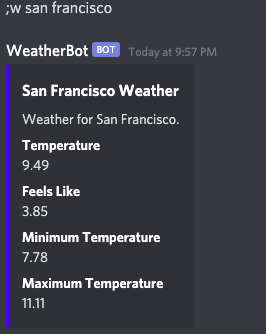 ;w san francisco
WeatherBot BOT Today at 9:57 PM
San Francisco Weather
Weather for San Francisco.
Temperature
9.49
Feels Like
3.85
Minimum Temperature
7.78
Maximum Temperature
11.11